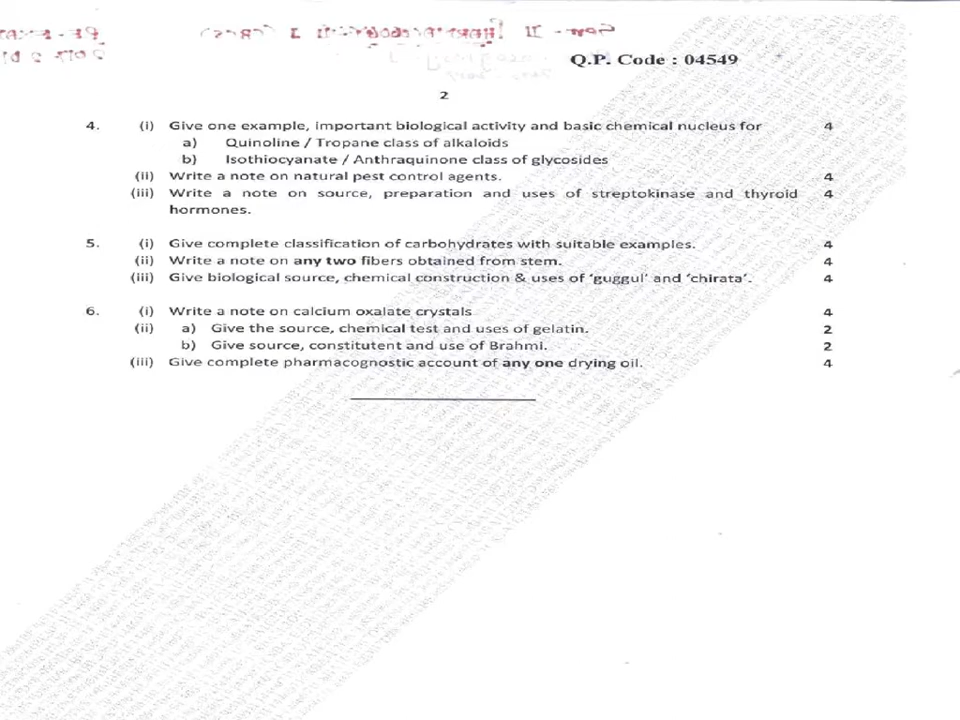 Q.P. Code : 04549
2
4. (i) Give one example, important biological activity and basic chemical nucleus for 4
a) Quinoline / Tropane class of alkaloids
b) Isothiocyanate / Anthraquinone class of glycosides
(ii) Write a note on natural pest control agents. 4
(iii) Write a note on source, preparation and uses of streptokinase and thyroid 4
hormones.
5. (i) Give complete classification of carbohydrates with suitable examples. 4
(ii) Write a note on any two fibers obtained from stem. 4
(iii) Give biological source, chemical construction & uses of ‘guggul’ and ‘chirata’. 4
6. (i) Write a note on calcium oxalate crystals 4
(ii) a) Give the source, chemical test and uses of gelatin. 2
b) Give source, constitutent and use of Brahmi. 2
(iii) Give complete pharmacognostic account of any one drying oil. 4